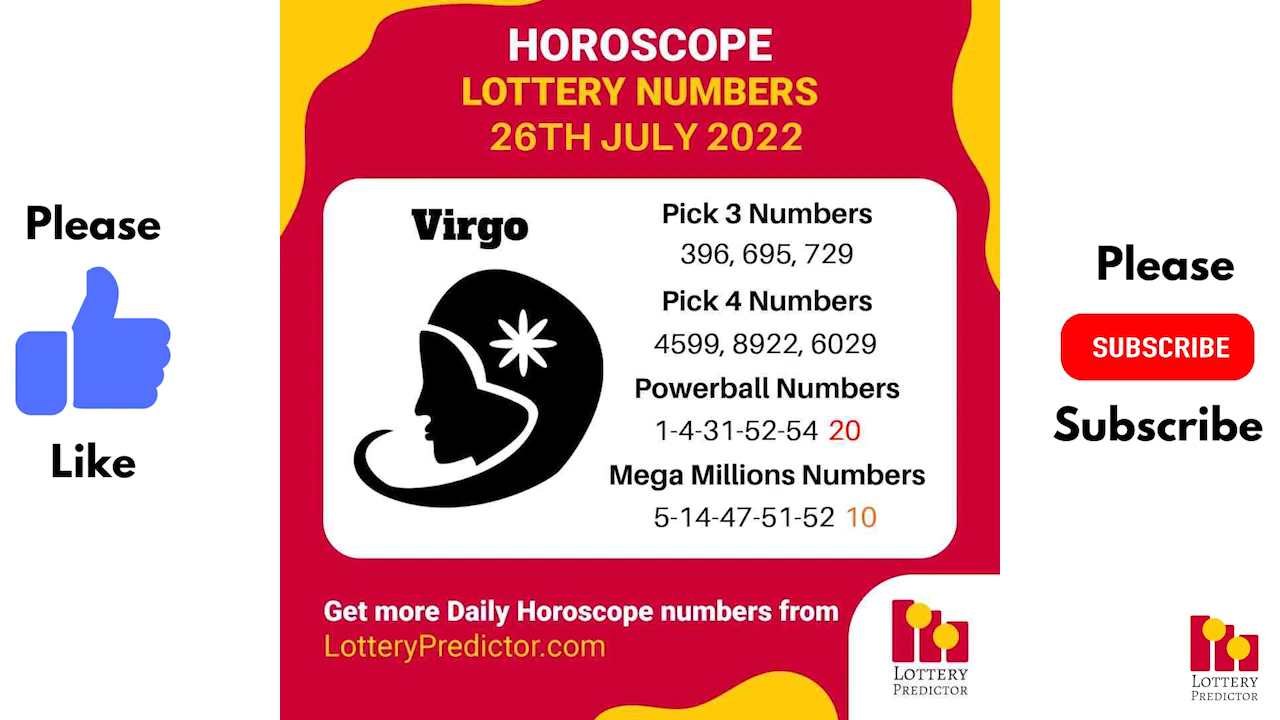 HOROSCOPE
LOTTERY NUMBERS
26TH JULY 2022
Please
Like
Virgo
Pick 3 Numbers
396, 695, 729
Pick 4 Numbers
4599, 8922, 6029
Powerball Numbers
1-4-31-52-54 20
Mega Millions Numbers
5-14-47-51-52 10
Please
SUBSCRIBE
Subscribe
Get more Daily Horoscope numbers from
LotteryPredictor.com
LOTTERY
PREDICTOR
LOTTERY
PREDICTOR